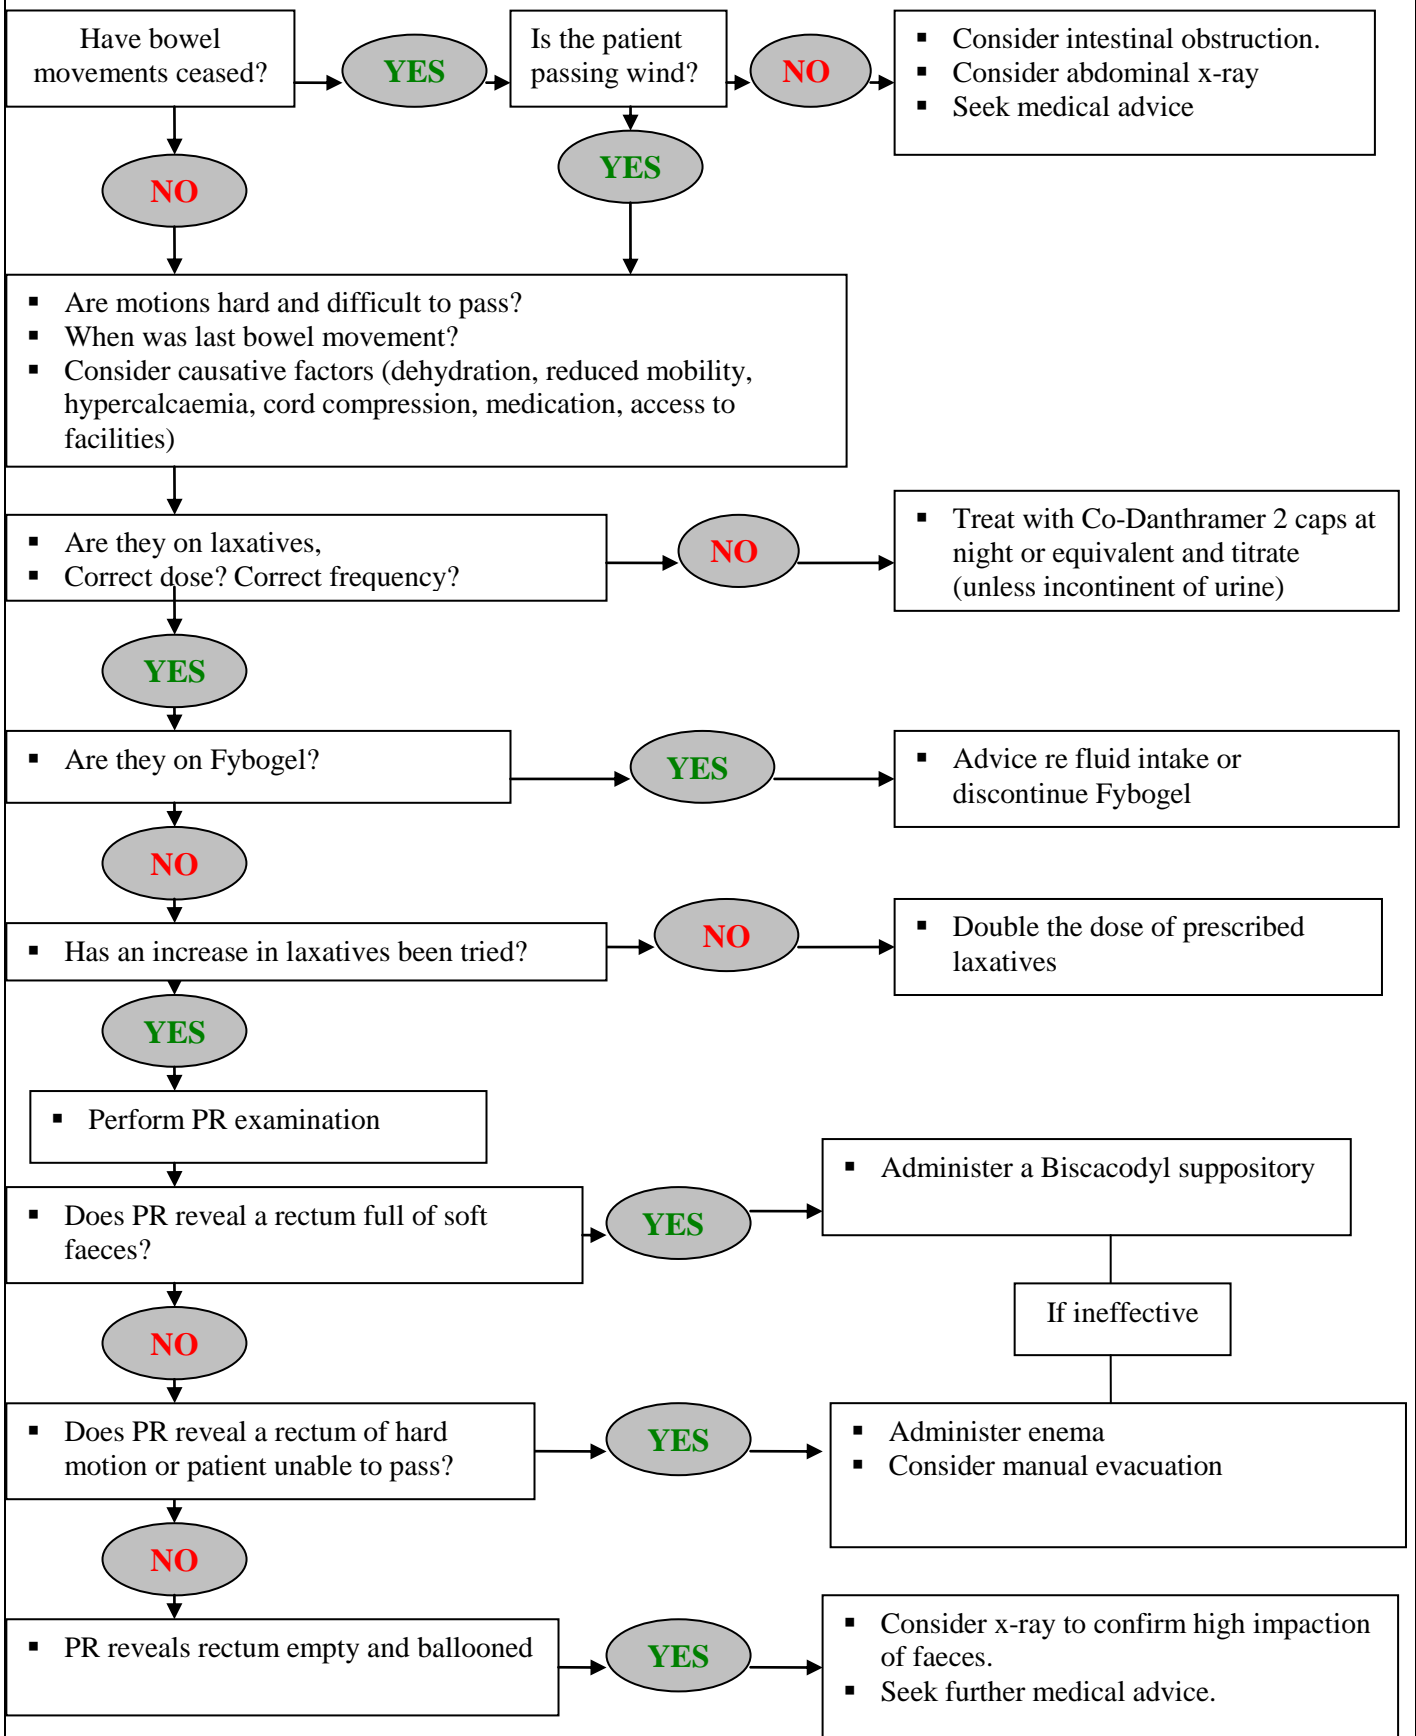 Have bowel
movements ceased?
YES
Is the patient
passing wind?
NO
▪ Consider intestinal obstruction.
▪ Consider abdominal x-ray
▪ Seek medical advice
NO
YES
▪ Are motions hard and difficult to pass?
▪ When was last bowel movement?
▪ Consider causative factors (dehydration, reduced mobility,
hypercalcaemia, cord compression, medication, access to
facilities)
▪ Are they on laxatives,
▪ Correct dose? Correct frequency?
NO
▪ Treat with Co-Danthramer 2 caps at
night or equivalent and titrate
(unless incontinent of urine)
YES
▪ Are they on Fybogel?
YES
▪ Advice re fluid intake or
discontinue Fybogel
NO
▪ Has an increase in laxatives been tried?
NO
▪ Double the dose of prescribed
laxatives
YES
▪ Perform PR examination
▪ Does PR reveal a rectum full of soft
faeces?
YES
▪ Administer a Biscacodyl suppository
If ineffective
NO
▪ Does PR reveal a rectum of hard
motion or patient unable to pass?
YES
▪ Administer enema
▪ Consider manual evacuation
NO
▪ PR reveals rectum empty and ballooned
YES
▪ Consider x-ray to confirm high impaction
of faeces.
▪ Seek further medical advice.